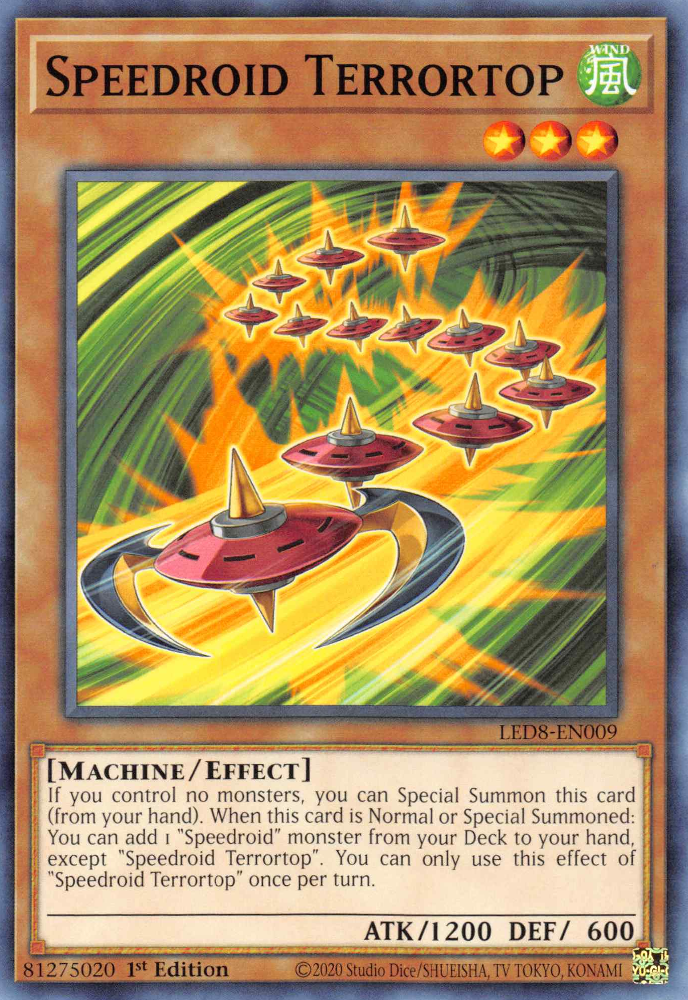 SPEEDROID TERRORTOP
WIND
風
LED8-EN009
[MACHINE/EFFECT]
If you control no monsters, you can Special Summon this card
(from your hand). When this card is Normal or Special Summoned:
You can add 1 "Speedroid" monster from your Deck to your hand,
except "Speedroid Terrortop". You can only use this effect of
"Speedroid Terrortop" once per turn.
ATK/1200 DEF/ 600
81275020 1st Edition
©2020 Studio Dice/SHUEISHA, TV TOKYO, KONAMI